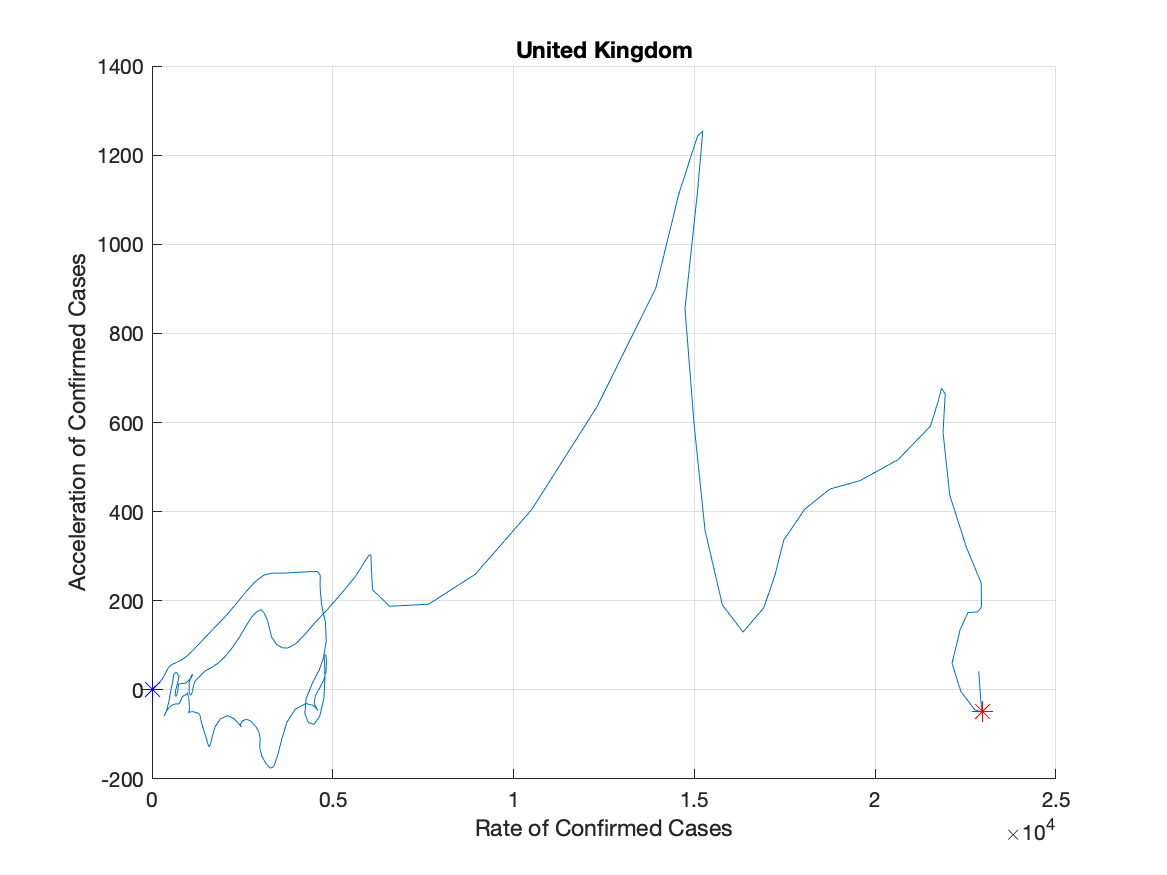 United Kingdom
1400
1200
1000
800
600
400
200
0
-200
Acceleration of Confirmed Cases
0 0.5 1 1.5 2 2.5
Rate of Confirmed Cases
×10^4